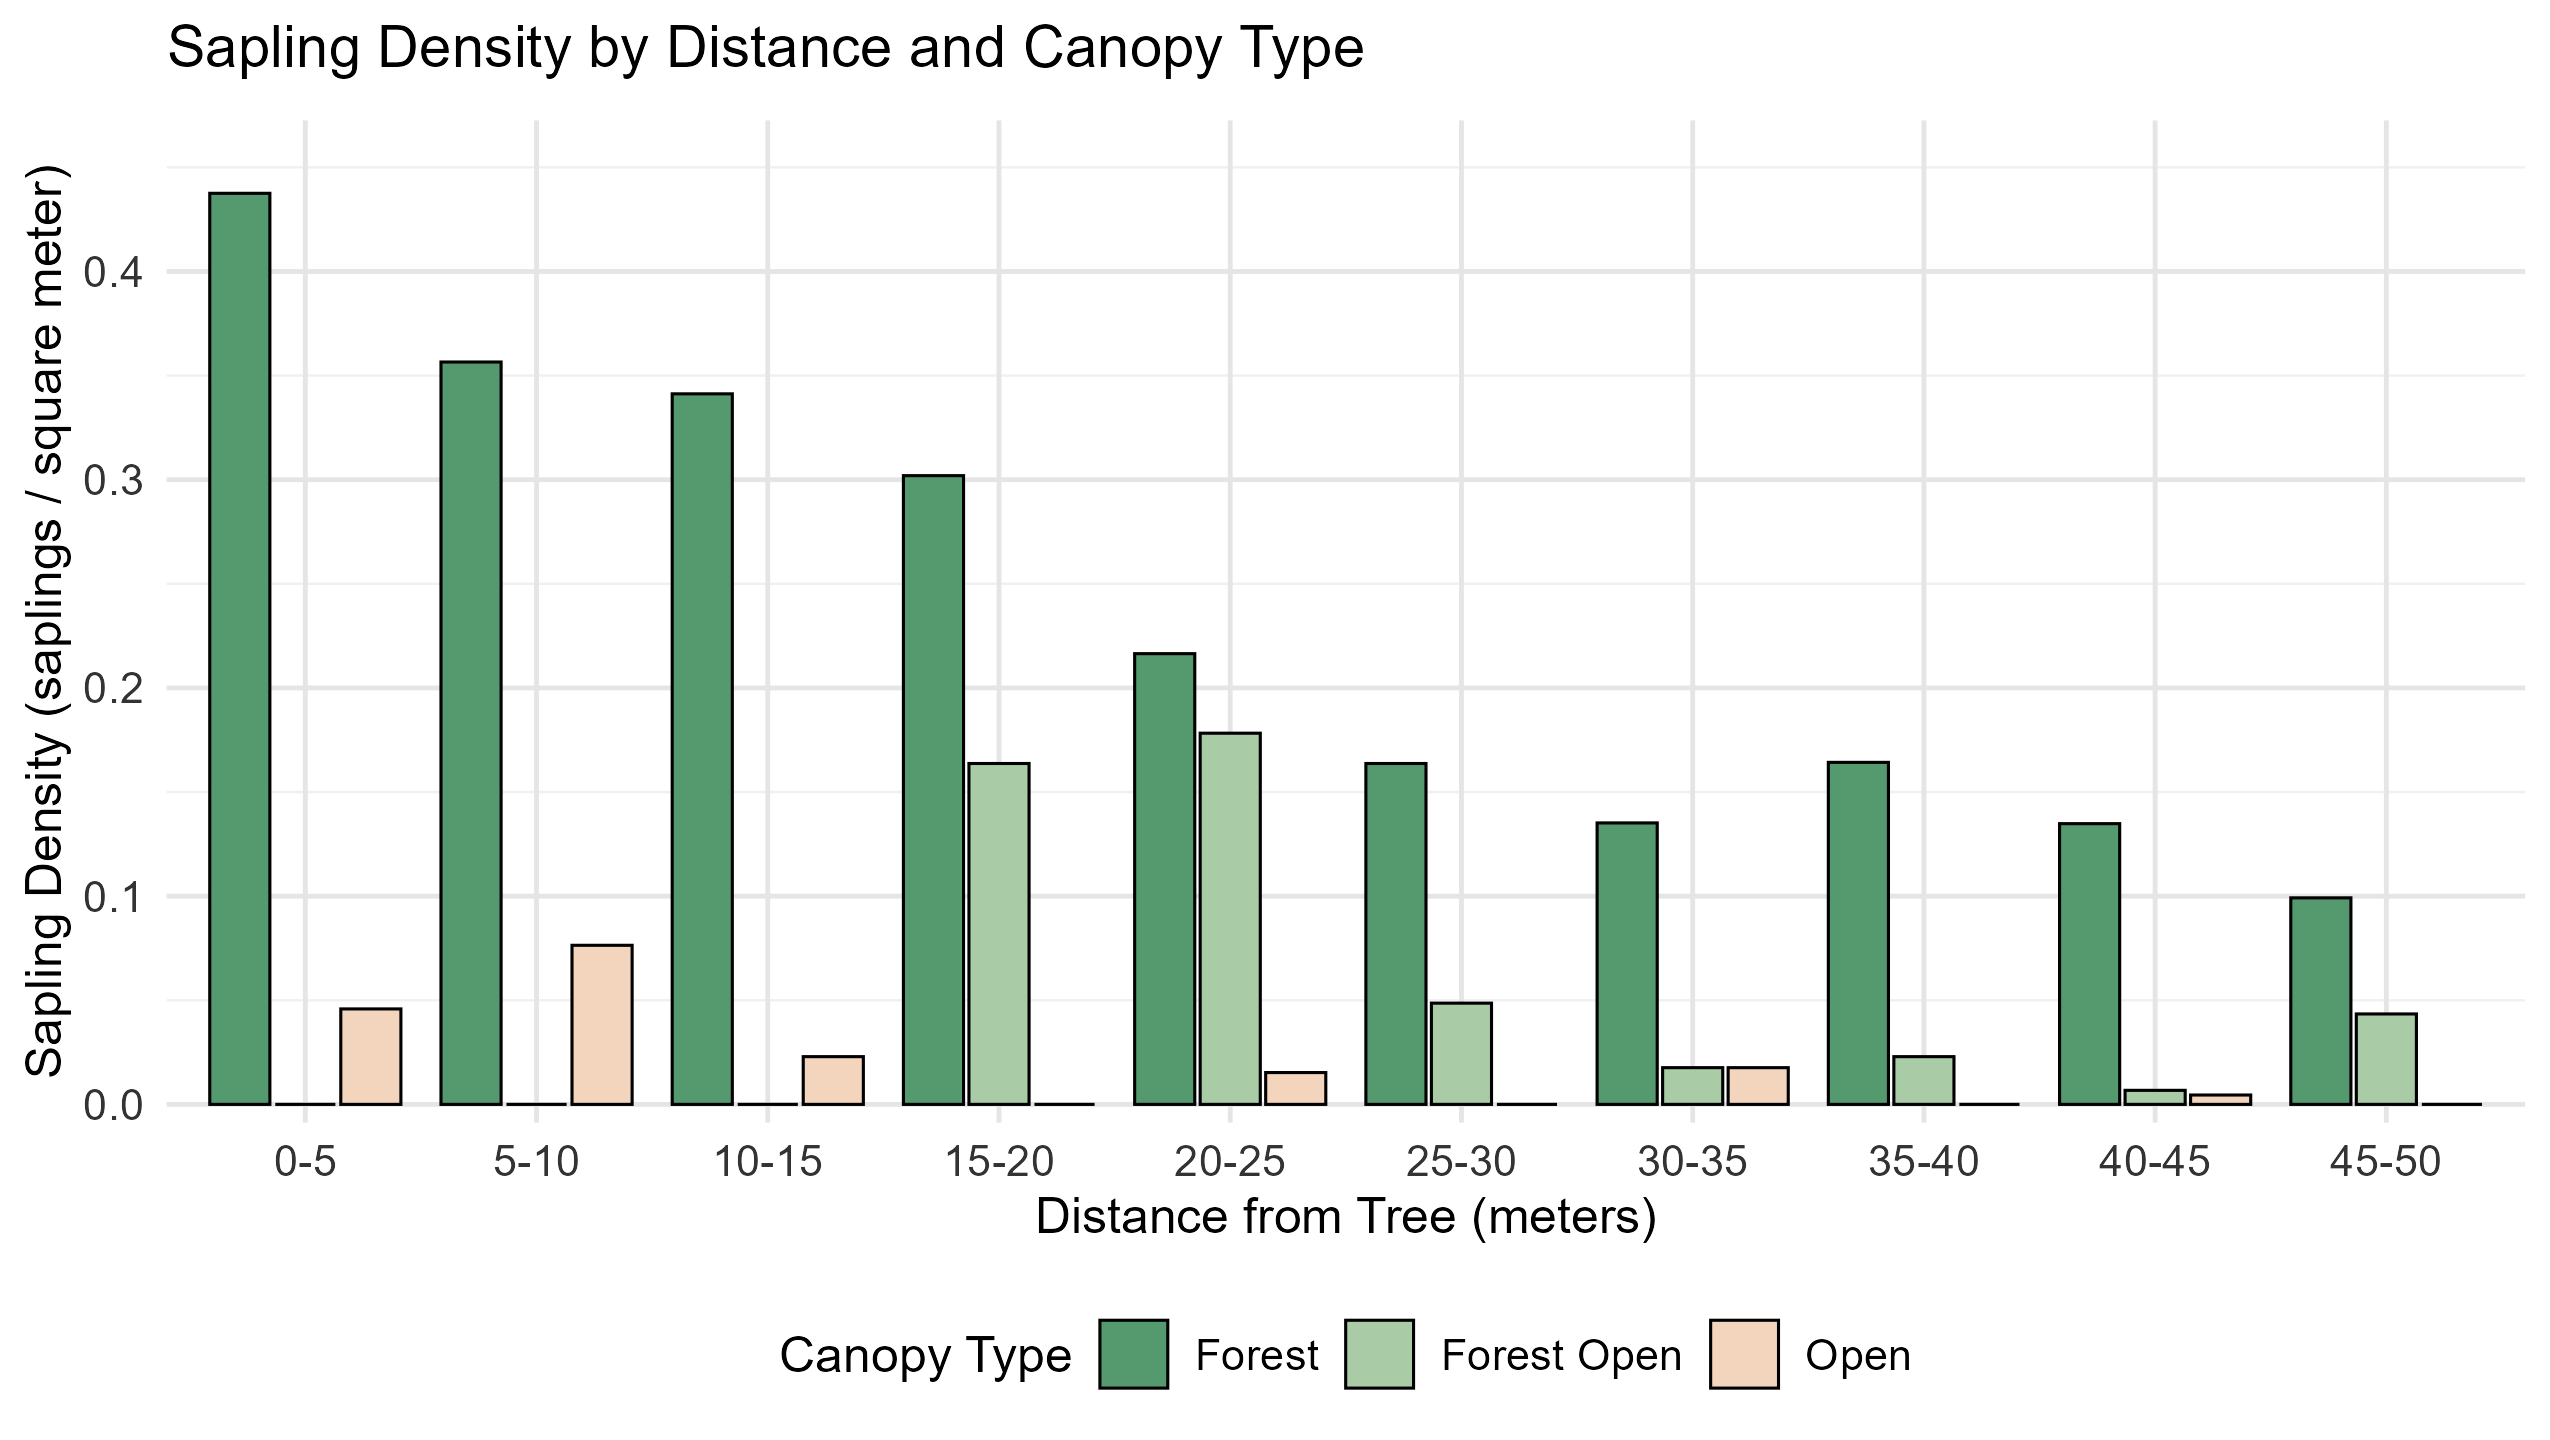 Sapling Density by Distance and Canopy Type
Sapling Density (saplings / square meter)
0.4
0.3
0.2
0.1
0.0
0-5 5-10 10-15 15-20 20-25 25-30 30-35 35-40 40-45 45-50
Distance from Tree (meters)
Canopy Type Forest Forest Open Open